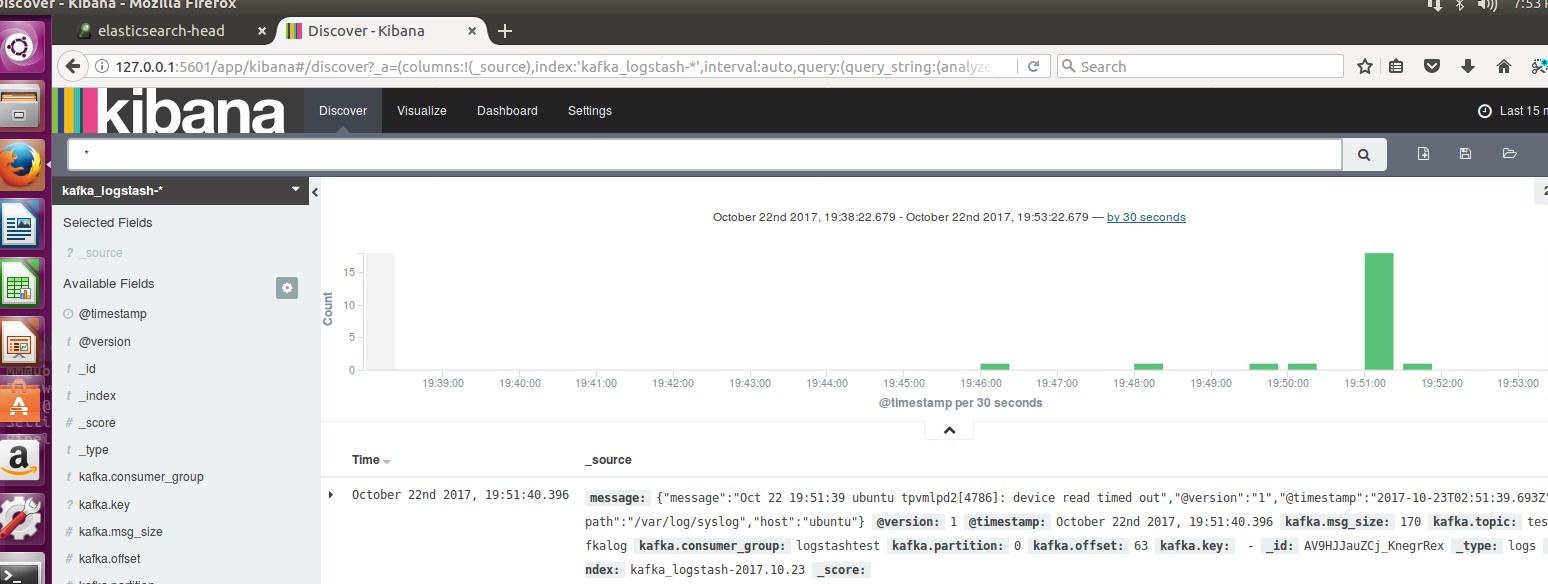 Discover - Kibana - Mozilla Firefox
7:53
elasticsearch-head
Discover - Kibana
127.0.0.1:5601/app/kibana#/discover?_a=(columns:!(_source),index:'kafka_logstash-*',interval:auto,query:(query_string:(analyze
Search
kibana
Discover Visualize Dashboard Settings
Last 15 m
*
kafka_logstash-*
Selected Fields
? _source
Available Fields
@timestamp
t @version
t _id
t _index
# _score
t _type
t kafka.consumer_group
? kafka.key
# kafka.msg_size
# kafka.offset
kafka.partition
2
October 22nd 2017, 19:38:22.679 - October 22nd 2017, 19:53:22.679 — by 30 seconds
Count
15
10
5
0
19:39:00 19:40:00 19:41:00 19:42:00 19:43:00 19:44:00 19:45:00 19:46:00 19:47:00 19:48:00 19:49:00 19:50:00 19:51:00 19:52:00 19:53:00
@timestamp per 30 seconds
Time _source
October 22nd 2017, 19:51:40.396
message: {"message":"Oct 22 19:51:39 ubuntu tpvmlpd2[4786]: device read timed out","@version":"1","@timestamp":"2017-10-23T02:51:39.693Z"
path":"/var/log/syslog","host":"ubuntu"} @version: 1 @timestamp: October 22nd 2017, 19:51:40.396 kafka.msg_size: 170 kafka.topic: tes
fkalog kafka.consumer_group: logstashtest kafka.partition: 0 kafka.offset: 63 kafka.key: - _id: AV9HJJauZCj_KnegrRex _type: logs
ndex: kafka_logstash-2017.10.23 _score: